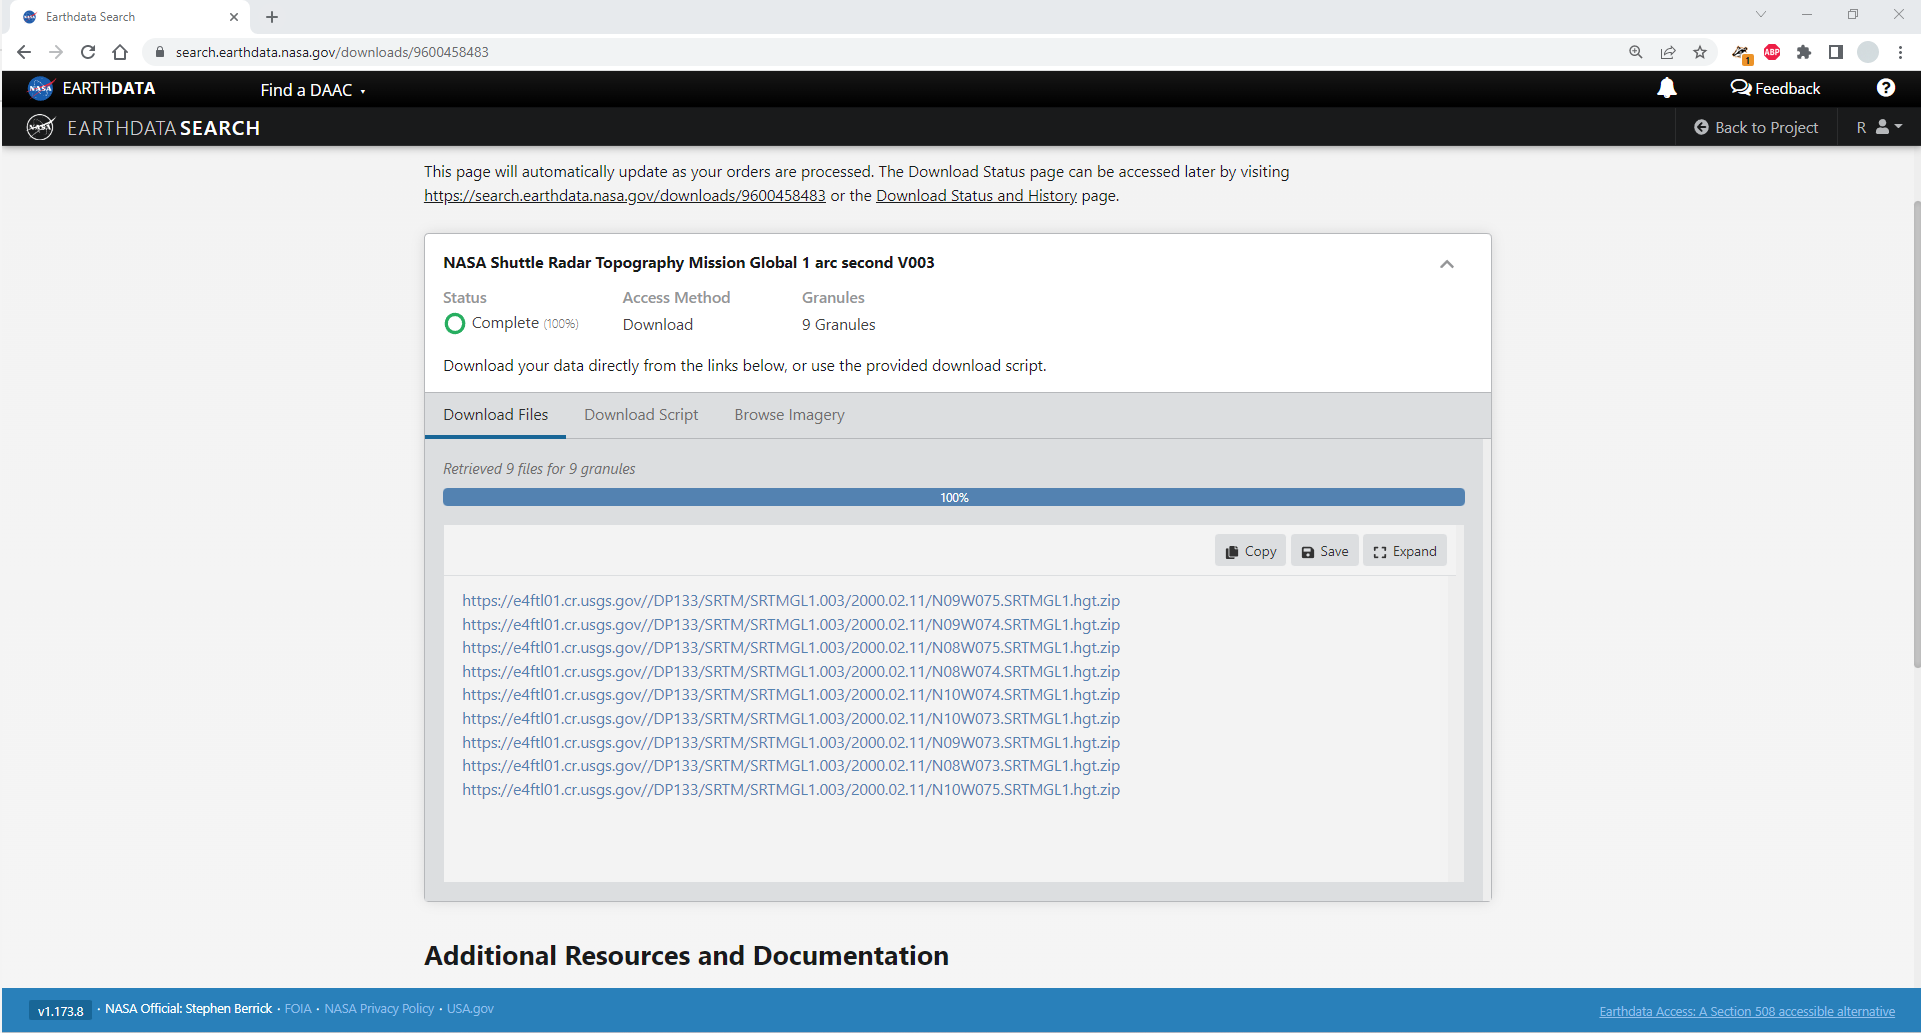 Earthdata Search
search.earthdata.nasa.gov/downloads/9600458483
1
ABP
NASA
EARTHDATA
Find a DAAC
Feedback
?
NASA
EARTHDATA SEARCH
Back to Project
R
This page will automatically update as your orders are processed. The Download Status page can be accessed later by visiting
https://search.earthdata.nasa.gov/downloads/9600458483 or the Download Status and History page.
NASA Shuttle Radar Topography Mission Global 1 arc second V003
Status Access Method Granules
Complete (100%) Download 9 Granules
Download your data directly from the links below, or use the provided download script.
Download Files Download Script Browse Imagery
Retrieved 9 files for 9 granules
100%
Copy Save Expand
https://e4ftl01.cr.usgs.gov//DP133/SRTM/SRTMGL1.003/2000.02.11/N09W075.SRTMGL1.hgt.zip
https://e4ftl01.cr.usgs.gov//DP133/SRTM/SRTMGL1.003/2000.02.11/N09W074.SRTMGL1.hgt.zip
https://e4ftl01.cr.usgs.gov//DP133/SRTM/SRTMGL1.003/2000.02.11/N08W075.SRTMGL1.hgt.zip
https://e4ftl01.cr.usgs.gov//DP133/SRTM/SRTMGL1.003/2000.02.11/N08W074.SRTMGL1.hgt.zip
https://e4ftl01.cr.usgs.gov//DP133/SRTM/SRTMGL1.003/2000.02.11/N10W074.SRTMGL1.hgt.zip
https://e4ftl01.cr.usgs.gov//DP133/SRTM/SRTMGL1.003/2000.02.11/N10W073.SRTMGL1.hgt.zip
https://e4ftl01.cr.usgs.gov//DP133/SRTM/SRTMGL1.003/2000.02.11/N09W073.SRTMGL1.hgt.zip
https://e4ftl01.cr.usgs.gov//DP133/SRTM/SRTMGL1.003/2000.02.11/N08W073.SRTMGL1.hgt.zip
https://e4ftl01.cr.usgs.gov//DP133/SRTM/SRTMGL1.003/2000.02.11/N10W075.SRTMGL1.hgt.zip
Additional Resources and Documentation
v1.173.8 · NASA Official: Stephen Berrick · FOIA · NASA Privacy Policy · USA.gov
Earthdata Access: A Section 508 accessible alternative